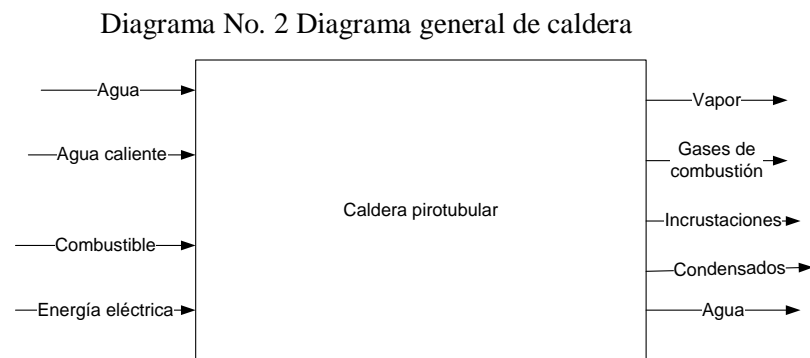 Diagrama No. 2 Diagrama general de caldera
Agua
Agua caliente
Combustible
Energía eléctrica
Caldera pirotubular
Vapor
Gases de
combustión
Incrustaciones
Condensados
Agua